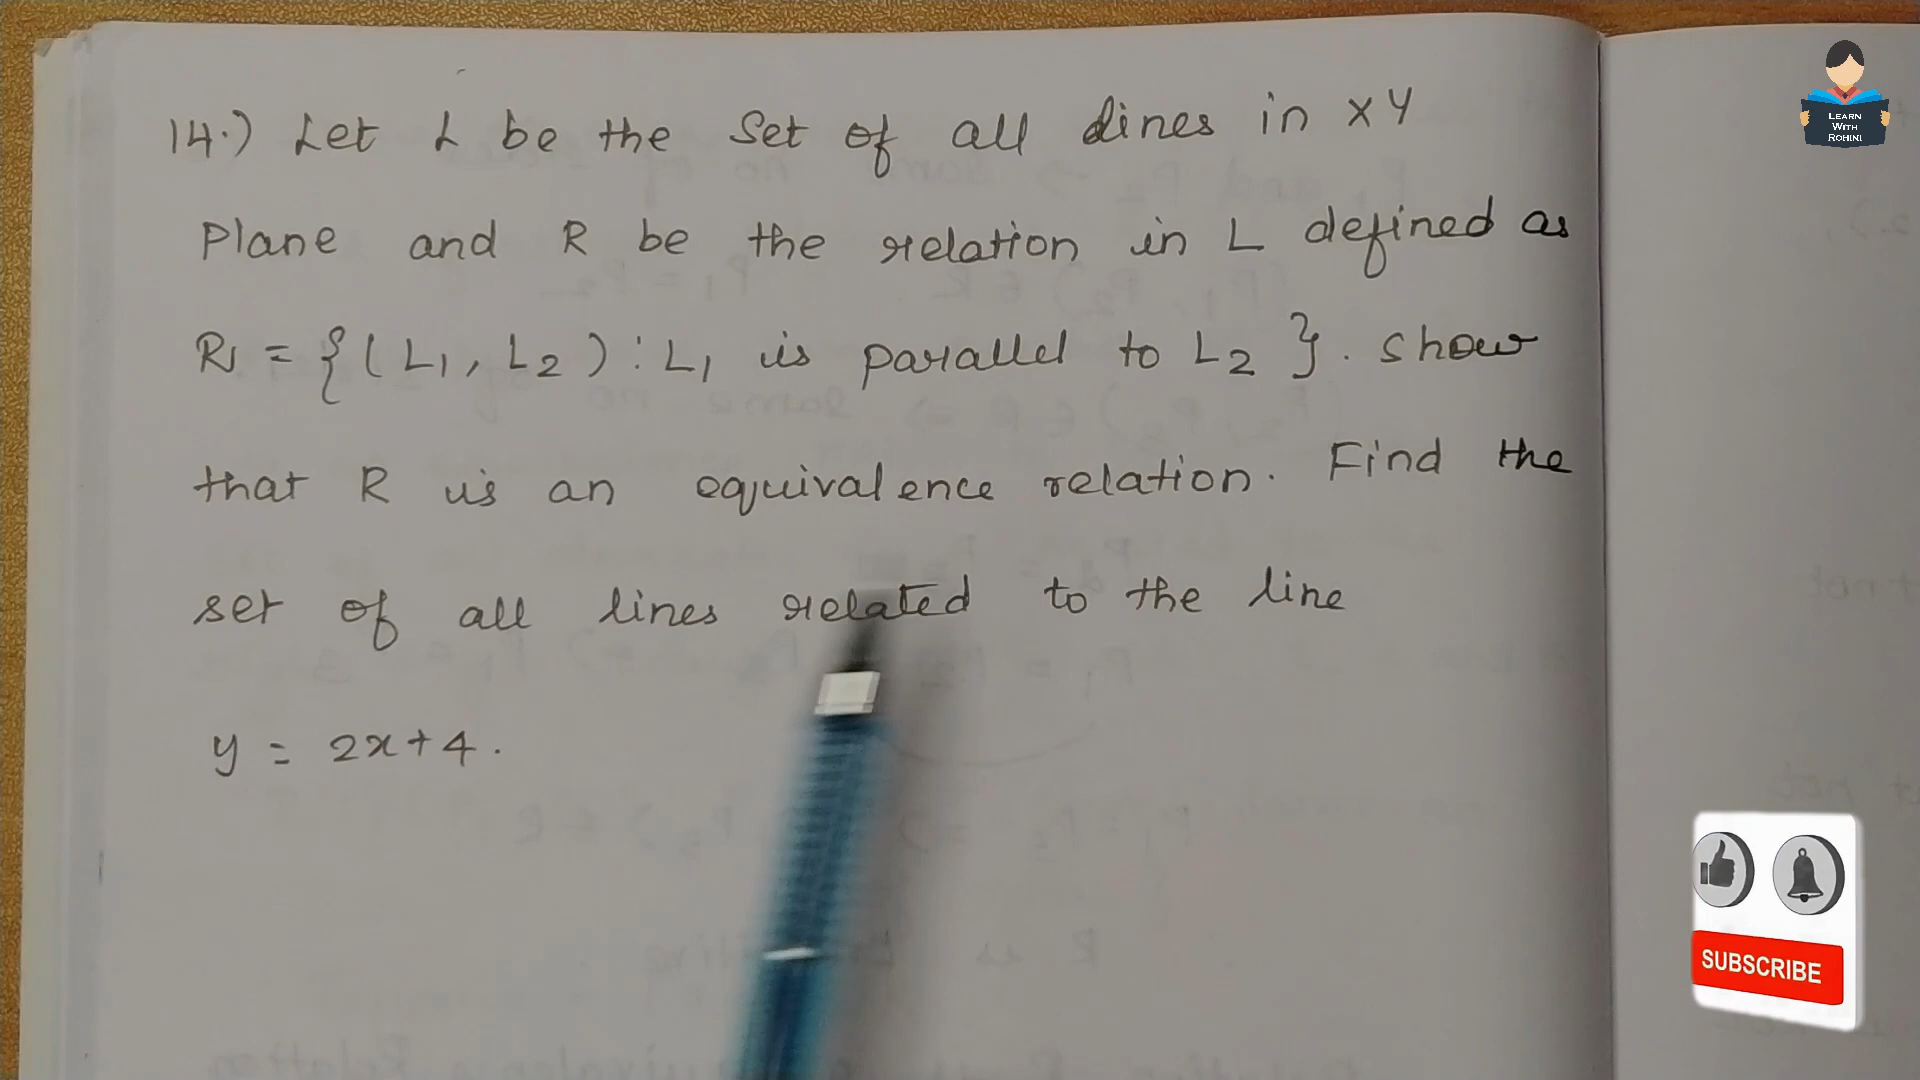 14.) Let L be the Set of all lines in XY
Plane and R be the relation in L defined as
R = { ( L1, L2 ) : L1 is parallel to L2 }. show
that R is an equivalence relation. Find the
set of all lines related to the line
y = 2x+4.
LEARN
WITH
ROHINI
SUBSCRIBE